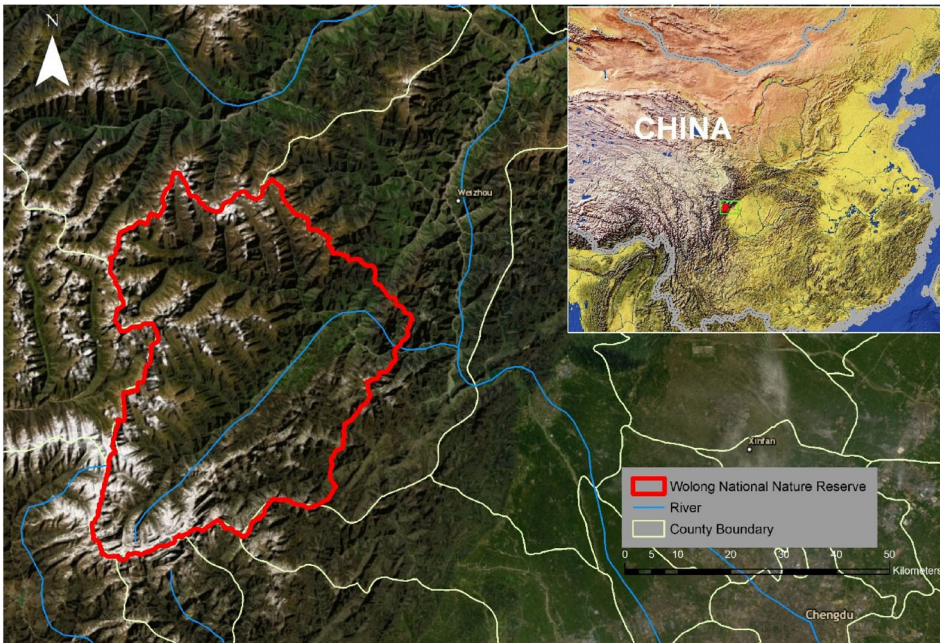 N
CHINA
Weizhou
Xinfan
Wolong National Nature Reserve
River
County Boundary
0 5 10 20 30 40 50
Kilometers
Chengdu